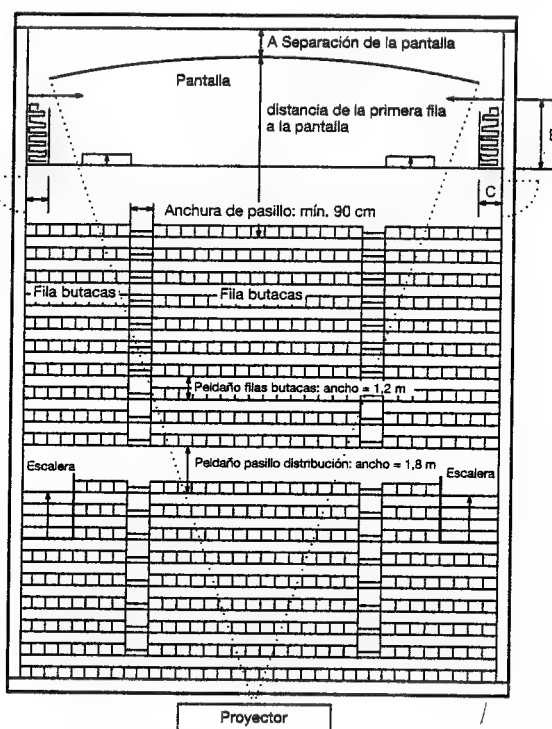 A Separación de la pantalla
Pantalla
distancia de la primera fila
a la pantalla
C
Anchura de pasillo: mín. 90 cm
Fila butacas
Fila butacas
Peldaño filas butacas: ancho = 1,2 m
Escalera
Peldaño pasillo distribución: ancho = 1,8 m
Escalera
Proyector